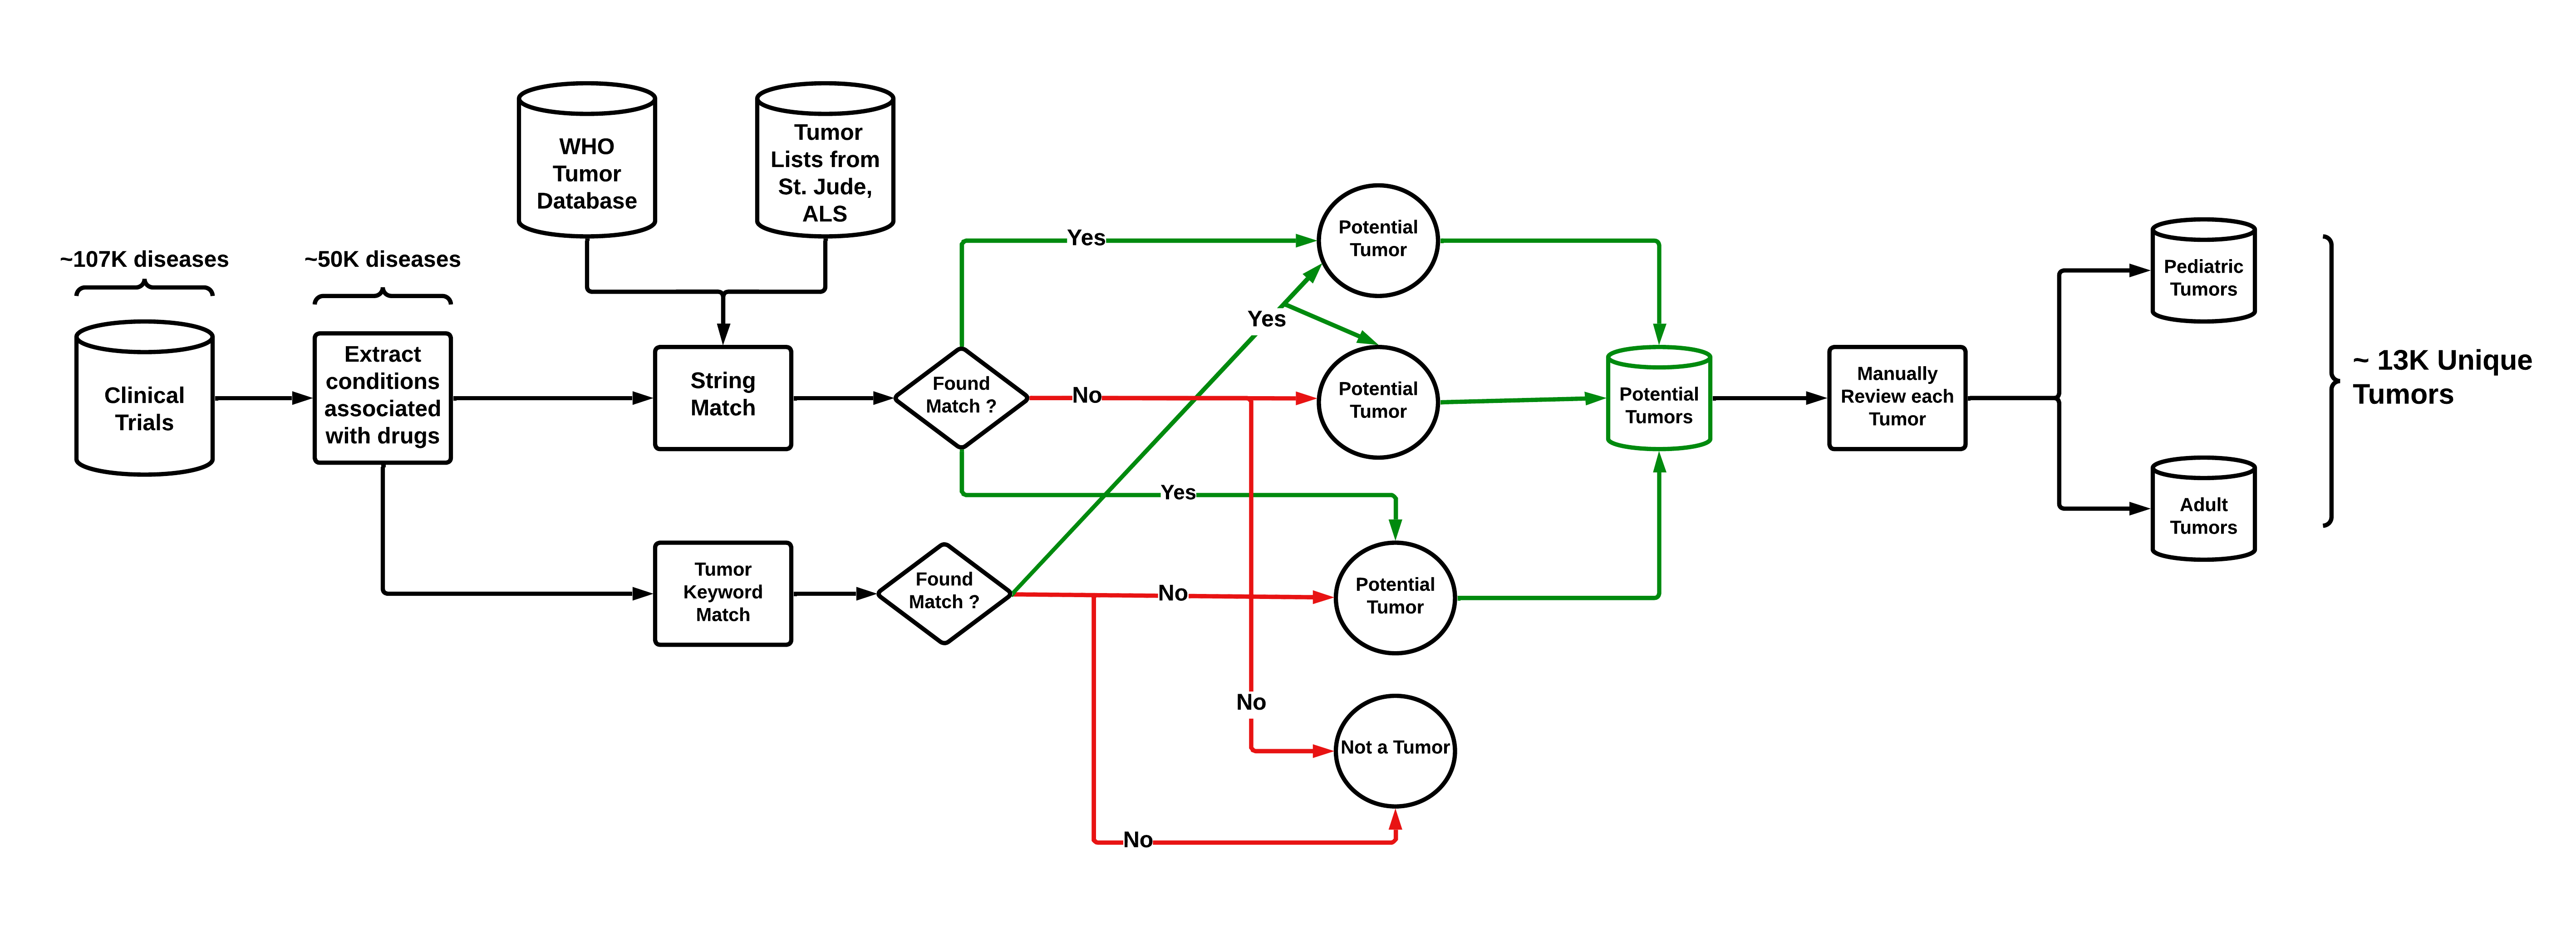 ~107K diseases
Clinical
Trials
~50K diseases
Extract
conditions
associated
with drugs
WHO
Tumor
Database
Tumor
Lists from
St. Jude,
ALS
String
Match
Tumor
Keyword
Match
Found
Match ?
Found
Match ?
Yes
No
Yes
Yes
No
No
No
Potential
Tumor
Potential
Tumor
Potential
Tumor
Not a Tumor
Potential
Tumors
Manually
Review each
Tumor
Pediatric
Tumors
Adult
Tumors
~ 13K Unique
Tumors